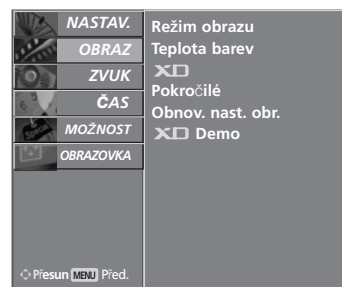 NASTAV.
OBRAZ
ZVUK
ČAS
MOŽNOST
OBRAZOVKA
Přesun MENU Před.
Režim obrazu
Teplota barev
XD
Pokročilé
Obnov. nast. obr.
XD Demo